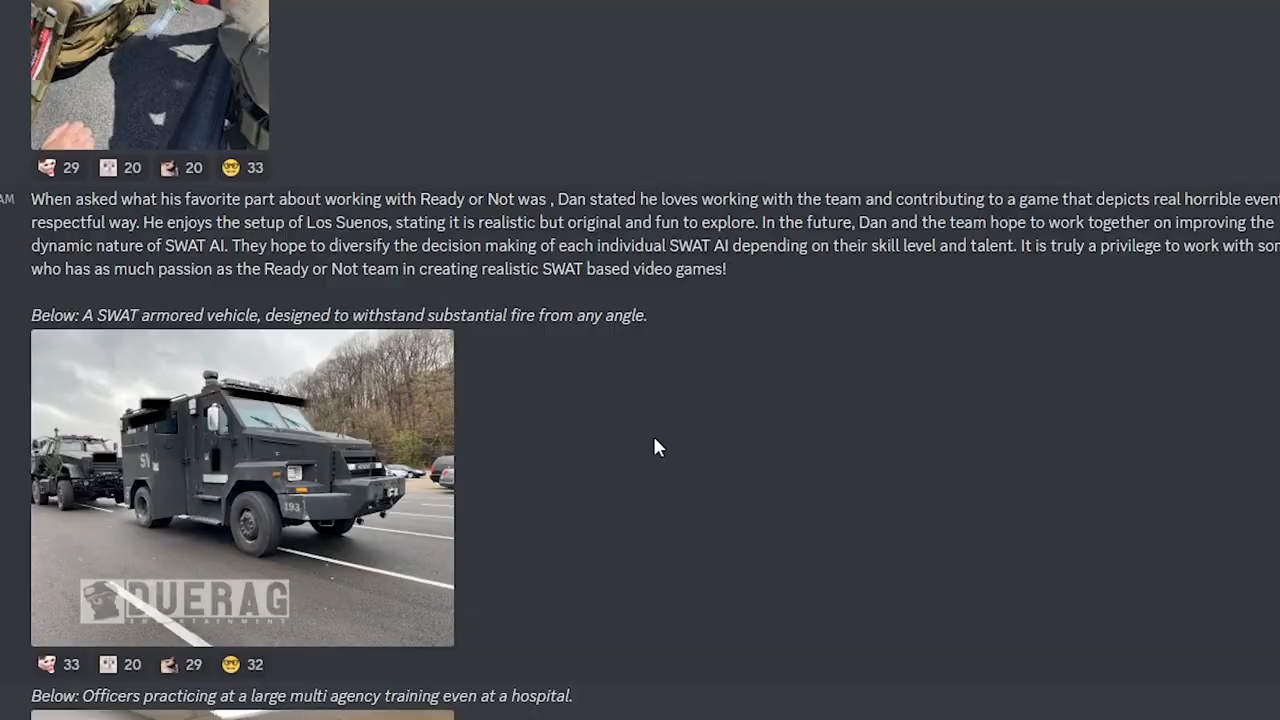 29 20 20 33
AM When asked what his favorite part about working with Ready or Not was , Dan stated he loves working with the team and contributing to a game that depicts real horrible event
respectful way. He enjoys the setup of Los Suenos, stating it is realistic but original and fun to explore. In the future, Dan and the team hope to work together on improving the
dynamic nature of SWAT AI. They hope to diversify the decision making of each individual SWAT AI depending on their skill level and talent. It is truly a privilege to work with som
who has as much passion as the Ready or Not team in creating realistic SWAT based video games!
Below: A SWAT armored vehicle, designed to withstand substantial fire from any angle.
193
DUERAG
ENTERTAINMENT
33 20 29 32
Below: Officers practicing at a large multi agency training even at a hospital.